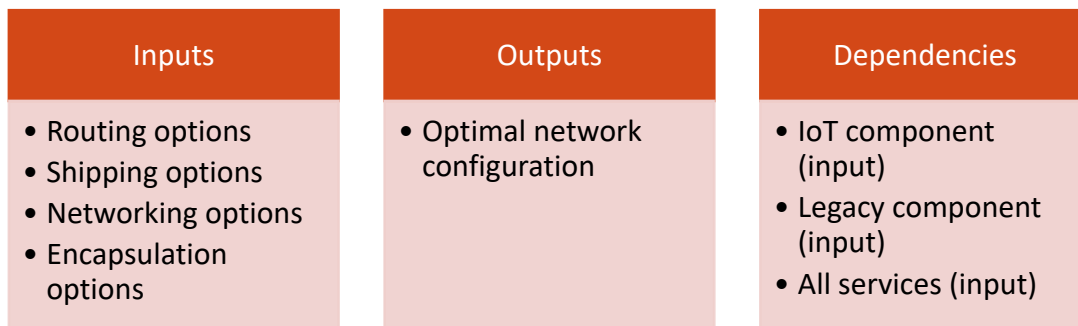 Inputs
• Routing options
• Shipping options
• Networking options
• Encapsulation
options
Outputs
• Optimal network
configuration
Dependencies
• IoT component
(input)
• Legacy component
(input)
• All services (input)